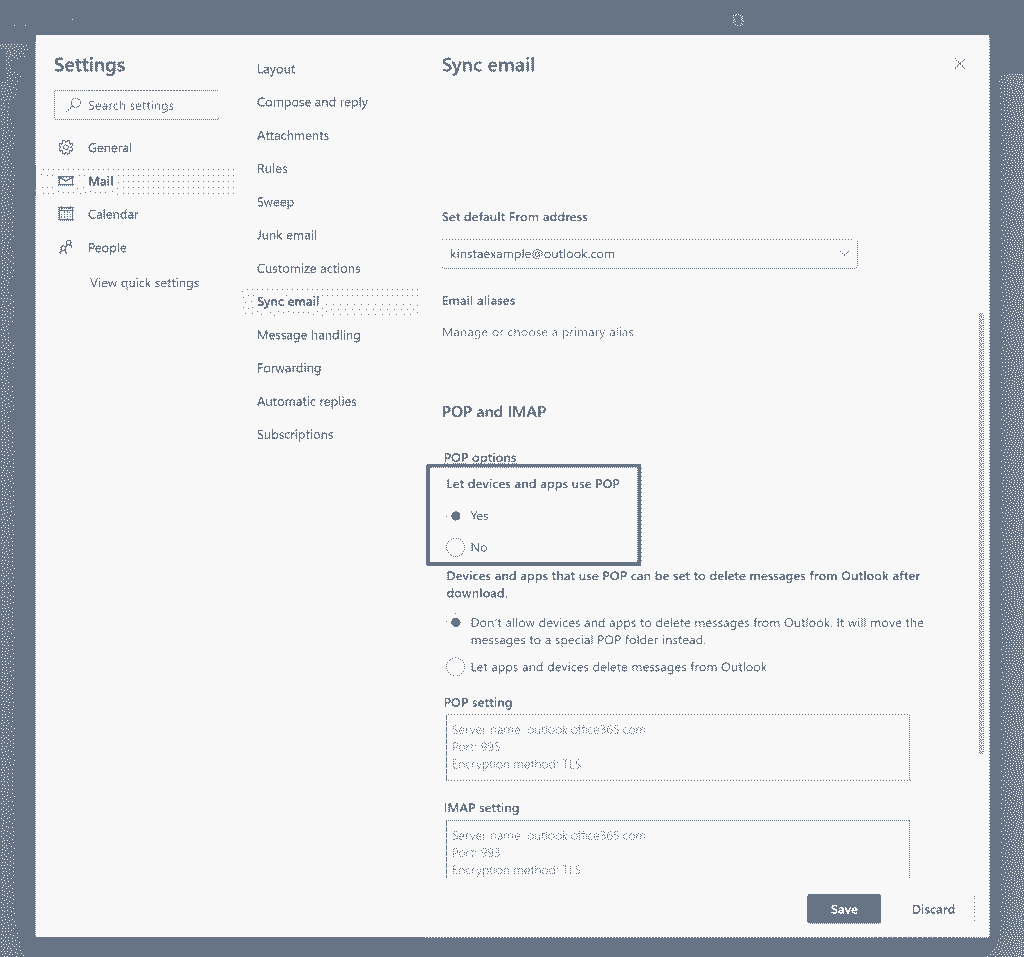 Settings
Search settings
General
Mail
Calendar
People
View quick settings
Layout
Compose and reply
Attachments
Rules
Sweep
Junk email
Customize actions
Sync email
Message handling
Forwarding
Automatic replies
Subscriptions
Sync email
Set default From address
kinstaexample@outlook.com
Email aliases
Manage or choose a primary alias
POP and IMAP
POP options
Let devices and apps use POP
Yes
No
Devices and apps that use POP can be set to delete messages from Outlook after
download.
Don't allow devices and apps to delete messages from Outlook. It will move the
messages to a special POP folder instead.
Let apps and devices delete messages from Outlook
POP setting
Server name: outlook.office365.com
Port: 995
Encryption method: TLS
IMAP setting
Server name: outlook.office365.com
Port: 993
Encryption method: TLS
Save
Discard